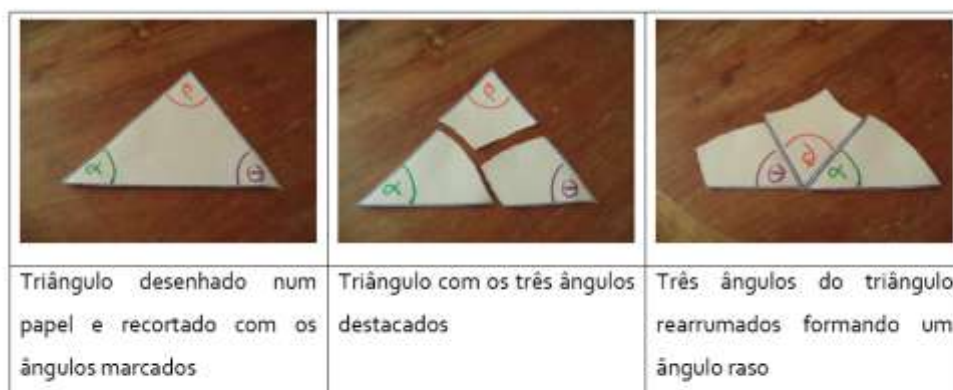 α
θ
α
θ
θ
α
Triângulo desenhado num
papel e recortado com os
ângulos marcados
Triângulo com os três ângulos
destacados
Três ângulos do triângulo
rearrumados formando um
ângulo raso